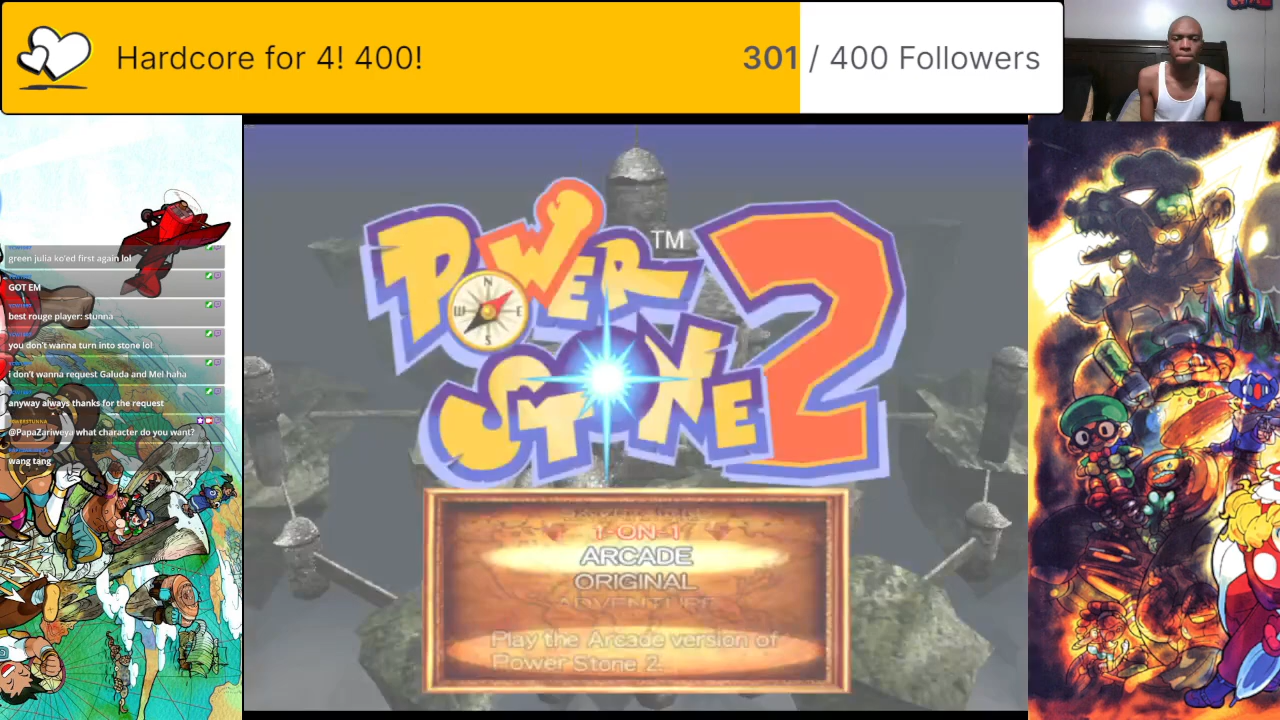 Hardcore for 4! 400!
301 / 400 Followers
green julia ko'ed first again lol
GOT EM
best rouge player: stunna
you don't wanna turn into stone lol
i don't wanna request Galuda and Mel haha
anyway always thanks for the request
@PapaZariweya what character do you want?
wang tang
POWER TM
STONE 2
N
W E
S
1-ON-1
ARCADE
ORIGINAL
ADVENTURE
Play the Arcade version of
Power Stone 2.